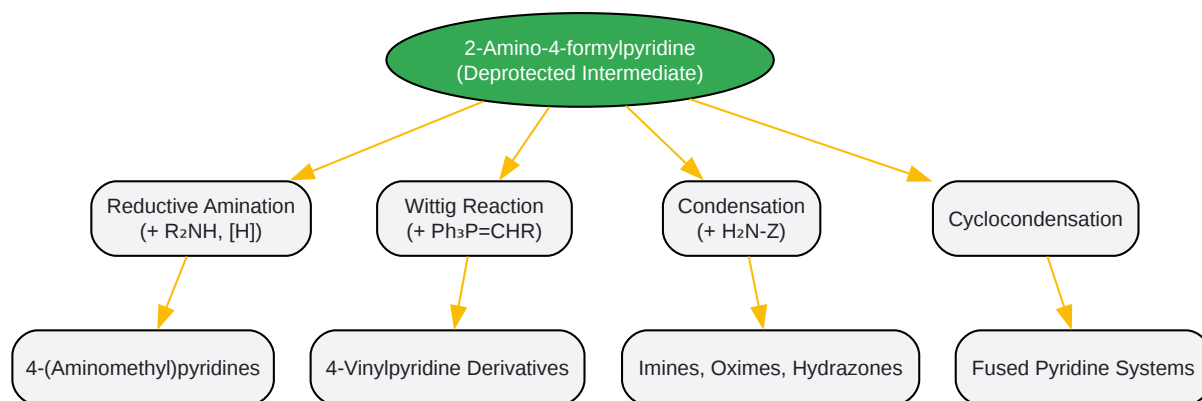 2-Amino-4-formylpyridine
(Deprotected Intermediate)
Reductive Amination
(+ R₂NH, [H])
Wittig Reaction
(+ Ph₃P=CHR)
Condensation
(+ H₂N-Z)
Cyclocondensation
4-(Aminomethyl)pyridines
4-Vinylpyridine Derivatives
Imines, Oximes, Hydrazones
Fused Pyridine Systems